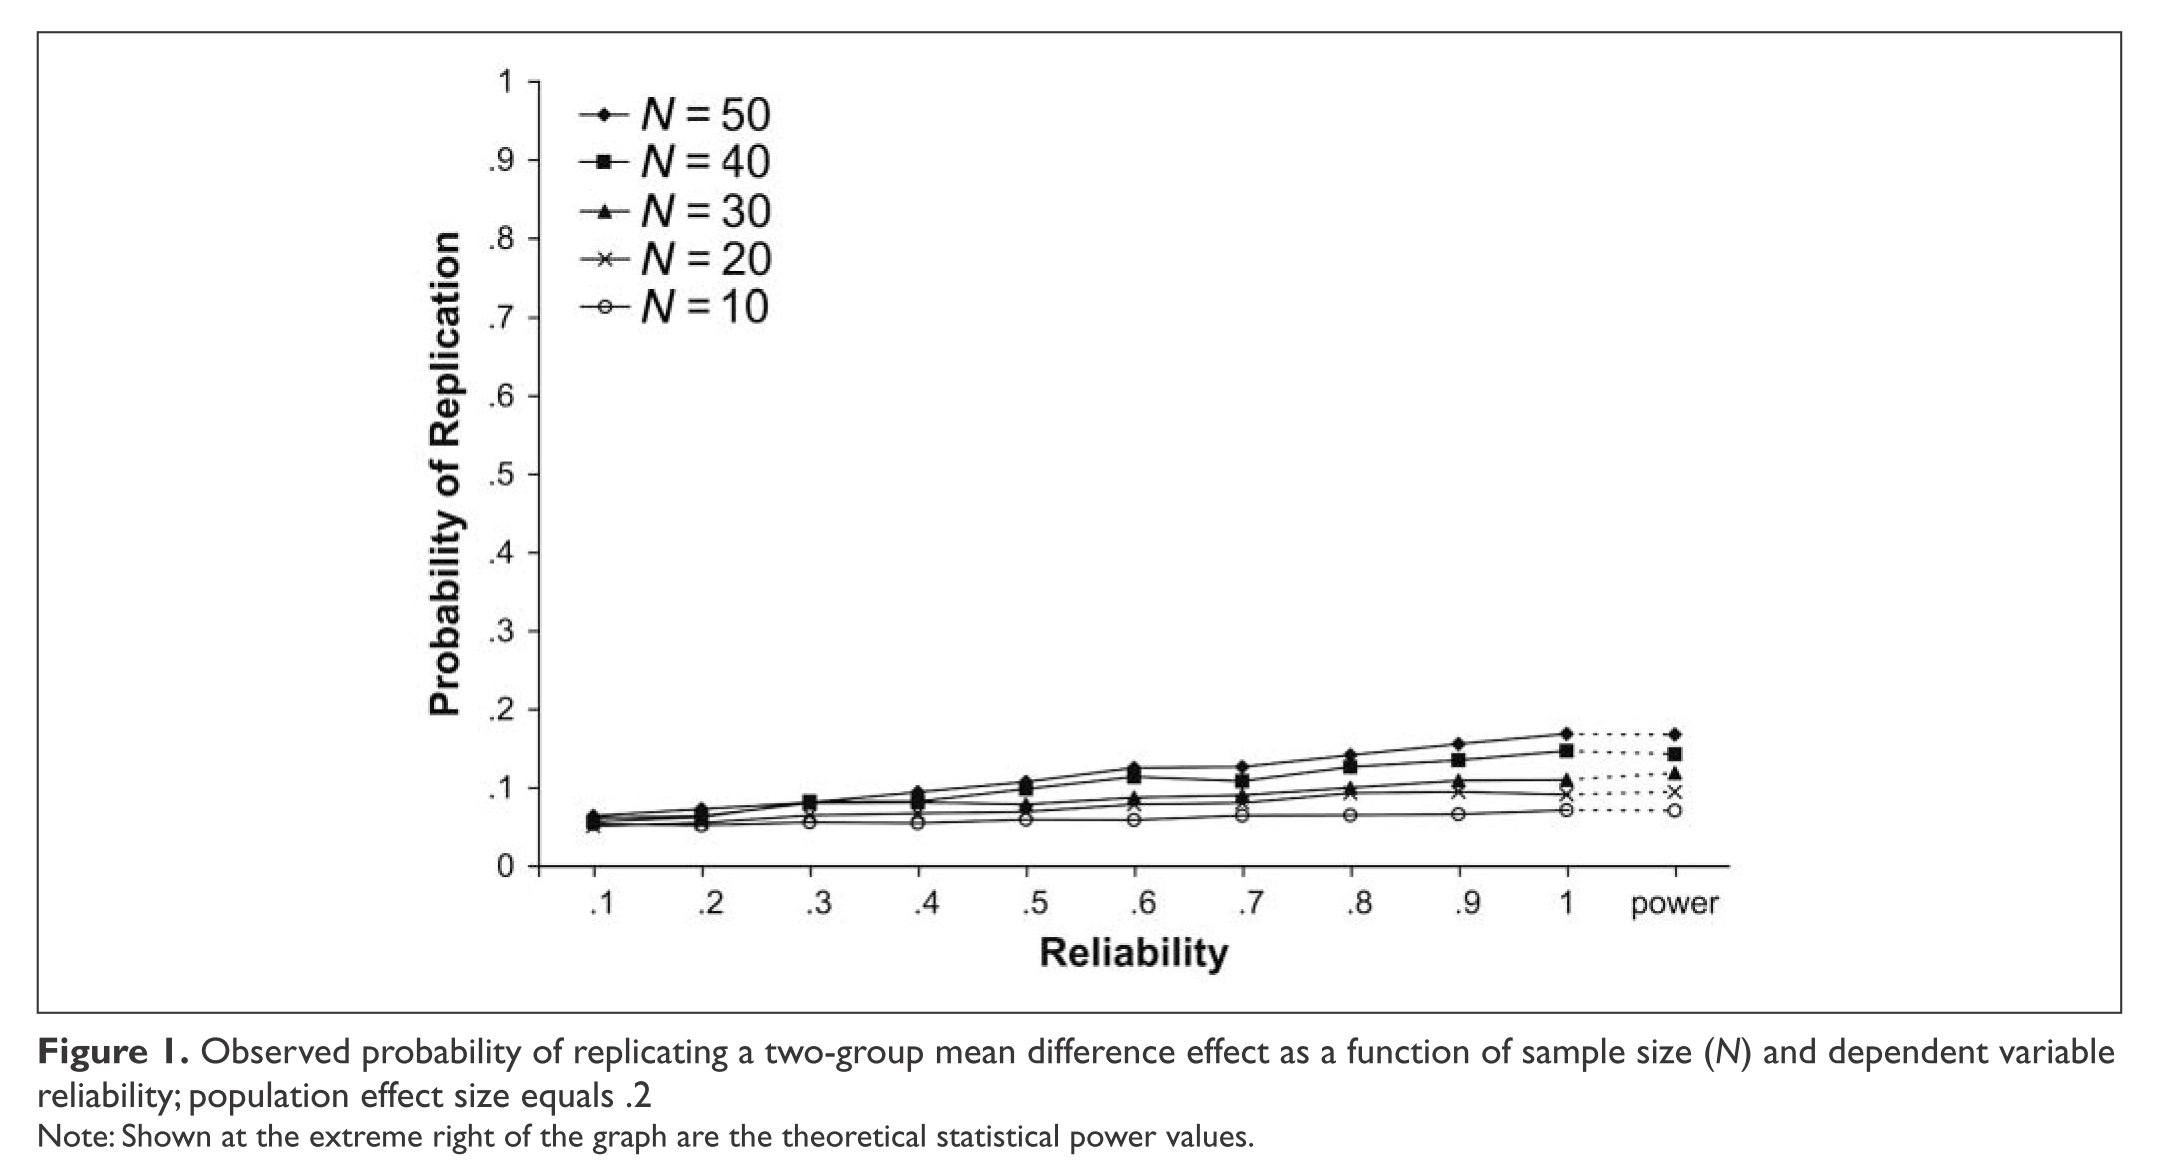 1
.9
.8
.7
.6
.5
.4
.3
.2
.1
0
N = 50
N = 40
N = 30
N = 20
N = 10
Probability of Replication
.1 .2 .3 .4 .5 .6 .7 .8 .9 1 power
Reliability
Figure 1. Observed probability of replicating a two-group mean difference effect as a function of sample size (N) and dependent variable
reliability; population effect size equals .2
Note: Shown at the extreme right of the graph are the theoretical statistical power values.